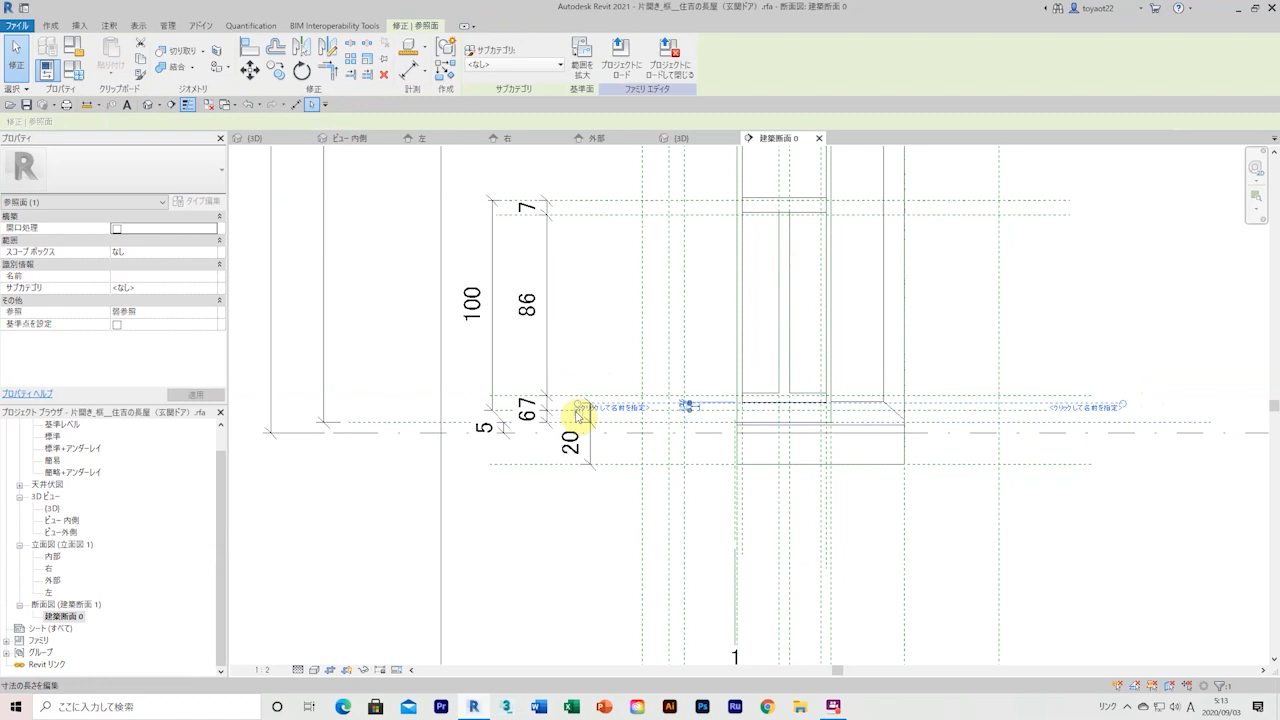 Autodesk Revit 2021 - 片開き_框__住吉の長屋（玄関ドア）.rfa - 断面図: 建築断面 0
toyaot22
ファイル 作成 挿入 注釈 表示 管理 アドイン Quantification BIM Interoperability Tools 修正 | 参照面
修正 貼り付け 切り取り 結合 サブカテゴリ: <なし> 範囲を拡大 プロジェクトにロード プロジェクトにロードして閉じる
選択 プロパティ クリップボード ジオメトリ 修正 計測 作成 サブカテゴリ 基準面 ファミリ エディタ
修正 | 参照面
プロパティ
{3D} ビュー 内側 左 右 外部 {3D} 建築断面 0
参照面 (1) タイプ編集
構築
開口処理
範囲
スコープ ボックス なし
識別情報
名前
サブカテゴリ <なし>
その他
参照 弱参照
基準点を設定
プロパティ ヘルプ 適用
プロジェクト ブラウザ - 片開き_框__住吉の長屋（玄関ドア）.rfa
基準レベル
標準
標準+アンダーレイ
簡略
簡略+アンダーレイ
天井伏図
3D ビュー
{3D}
ビュー 内側
ビュー外側
立面図 (立面図 1)
内部
右
外部
左
断面図 (建築断面 1)
建築断面 0
シート (すべて)
ファミリ
グループ
Revit リンク
7
100
86
67
5
20
<クリックして名前を指定>
<クリックして名前を指定>
1
1 : 2
寸法の長さを編集
:1
ここに入力して検索
リンク
A
5:13
2020/09/03